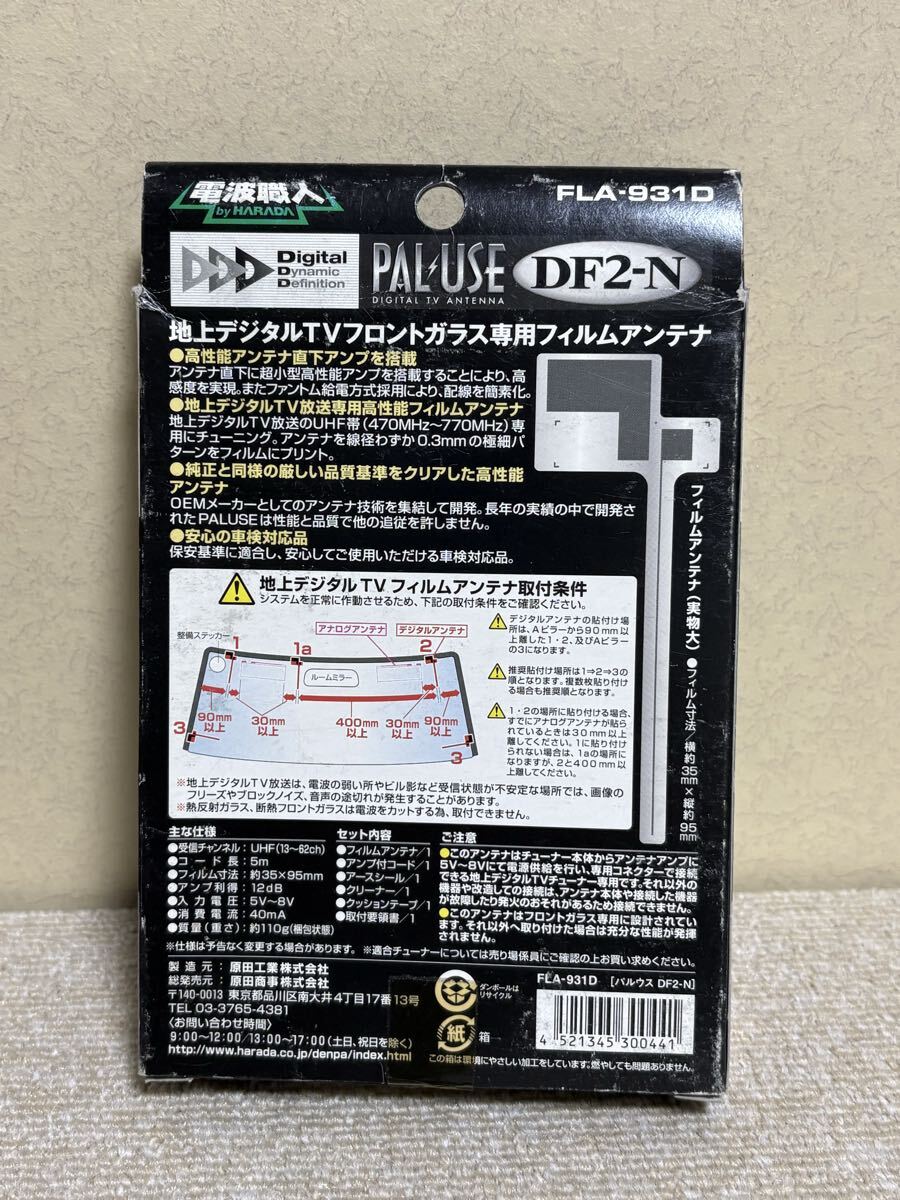 電波職人
by HARADA
FLA-931D
DDD Digital
Dynamic
Definition
PALUSE
DIGITAL TV ANTENNA
DF2-N
地上デジタルTVフロントガラス専用フィルムアンテナ
●高性能アンテナ直下アンプを搭載
アンテナ直下に超小型高性能アンプを搭載することにより、高
感度を実現。またファントム給電方式採用により、配線を簡素化。
●地上デジタルTV放送専用高性能フィルムアンテナ
地上デジタルTV放送のUHF帯(470MHz〜770MHz)専
用にチューニング。アンテナを線径わずか0.3mmの極細パ
ターンをフィルムにプリント。
●純正と同様の厳しい品質基準をクリアした高性能
アンテナ
OEMメーカーとしてのアンテナ技術を集結して開発。長年の実績の中で開発さ
れたPALUSEは性能と品質で他の追従を許しません。
●安心の車検対応品
保安基準に適合し、安心してご使用いただける車検対応品。
フィルムアンテナ(実物大)
●フィルム寸法/横約35mm×縦約95mm
地上デジタルTVフィルムアンテナ取付条件
システムを正常に作動させるため、下記の取付条件をご確認ください。
整備ステッカー
アナログアンテナ
デジタルアンテナ
1
1a
2
ルームミラー
3
90mm
以上
30mm
以上
400mm
以上
30mm
以上
90mm
以上
3
デジタルアンテナの貼付け場
所は、Aピラーから90mm以
上離した1・2、及びAピラー
の3になります。
推奨貼付け場所は1⇒2⇒3の
順となります。複数枚貼り付け
る場合も推奨順となります。
1・2の場所に貼り付ける場合、
すでにアナログアンテナが貼ら
れているときは30mm以上
離してください。1に貼り付け
られない場合は、1aの場所に
なりますが、2と400mm以
上離してください。
※地上デジタルTV放送は、電波の弱い所やビル影など受信状態が不安定な場所では、画像の
フリーズやブロックノイズ、音声の途切れが発生することがあります。
※熱反射ガラス、断熱フロントガラスは電波をカットする為、取付できません。
主な仕様
●受信チャンネル:UHF(13〜62ch)
●コード長:5m
●フィルム寸法:約35×95mm
●アンプ利得:12dB
●入力電圧:5V〜8V
●消費電流:40mA
●質量(重さ):約110g(梱包状態)
セット内容
●フィルムアンテナ/1
●アンプ付コード/1
●アースシール/1
●クリーナー/1
●クッションテープ/1
●取付要領書/1
ご注意
●このアンテナはチューナー本体からアンテナアンプに
5V〜8Vにて電源供給を行い、専用コネクターで接続
できる地上デジタルTVチューナー専用です。それ以外の
機器や改造しての接続は、アンテナ本体や接続した機器
が故障したり発火のおそれがあるため接続できません。
●このアンテナはフロントガラス専用に設計されていま
す。それ以外へ取り付けた場合は充分な性能が発揮
されません。
※仕様は予告なく変更する場合があります。 ※適合チューナーについては売り場係員にご確認の上お買い求めください。
製造元:原田工業株式会社
総発売元:原田商事株式会社
〒140-0013 東京都品川区南大井4丁目17番13号
TEL 03-3765-4381
〈お問い合わせ時間〉
9:00〜12:00/13:00〜17:00(土日、祝日を除く)
http://www.harada.co.jp/denpa/index.html
ダンボールは
リサイクル
紙
箱
この箱は環境にやさしい加工をしています。燃やしても問題ありません。
FLA-931D [パルウス DF2-N]
4 521345 300441